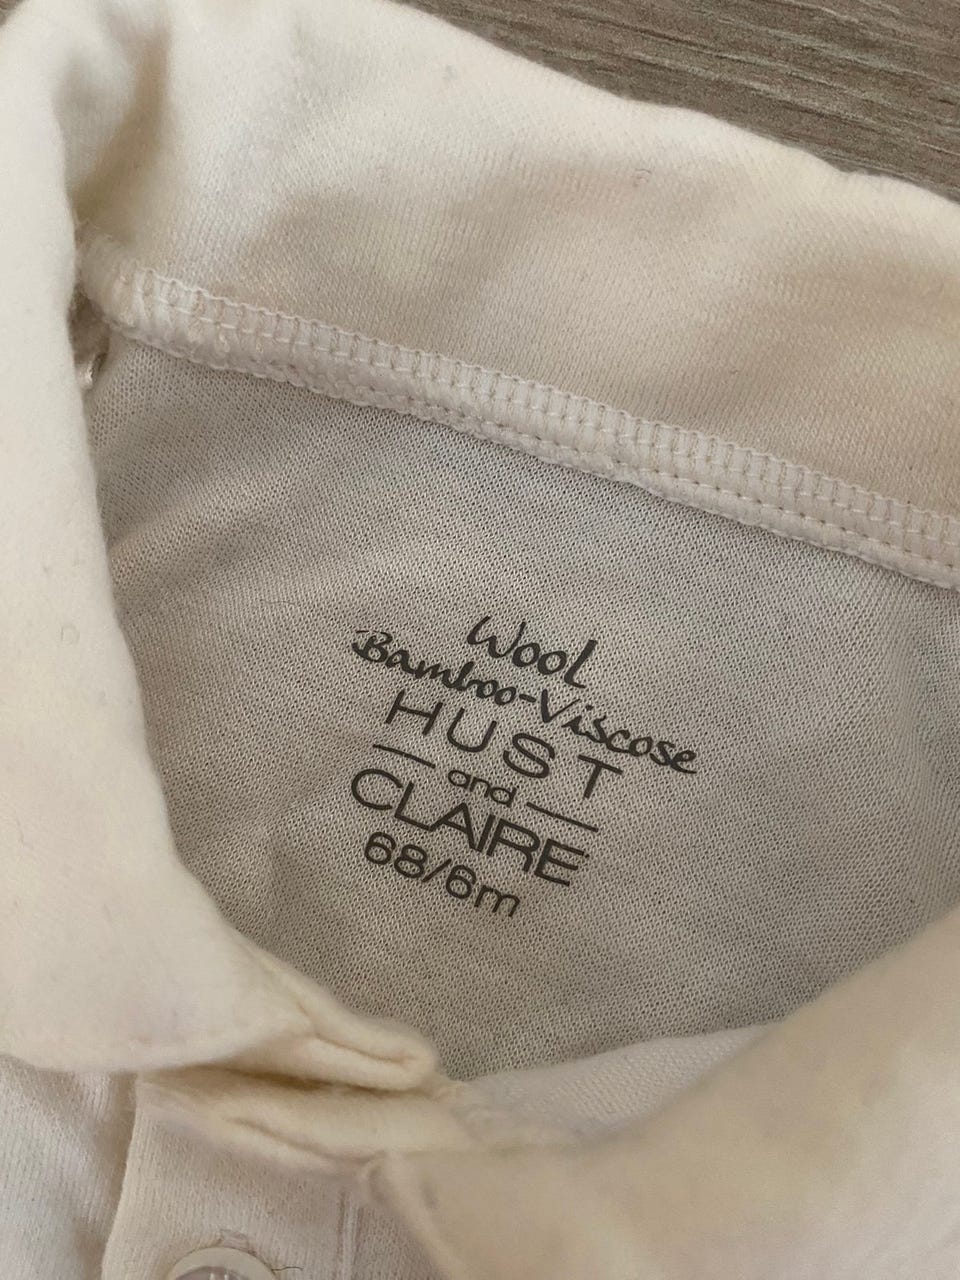 Wool
Bamboo-Viscose
HUST
and
CLAIRE
68/6m